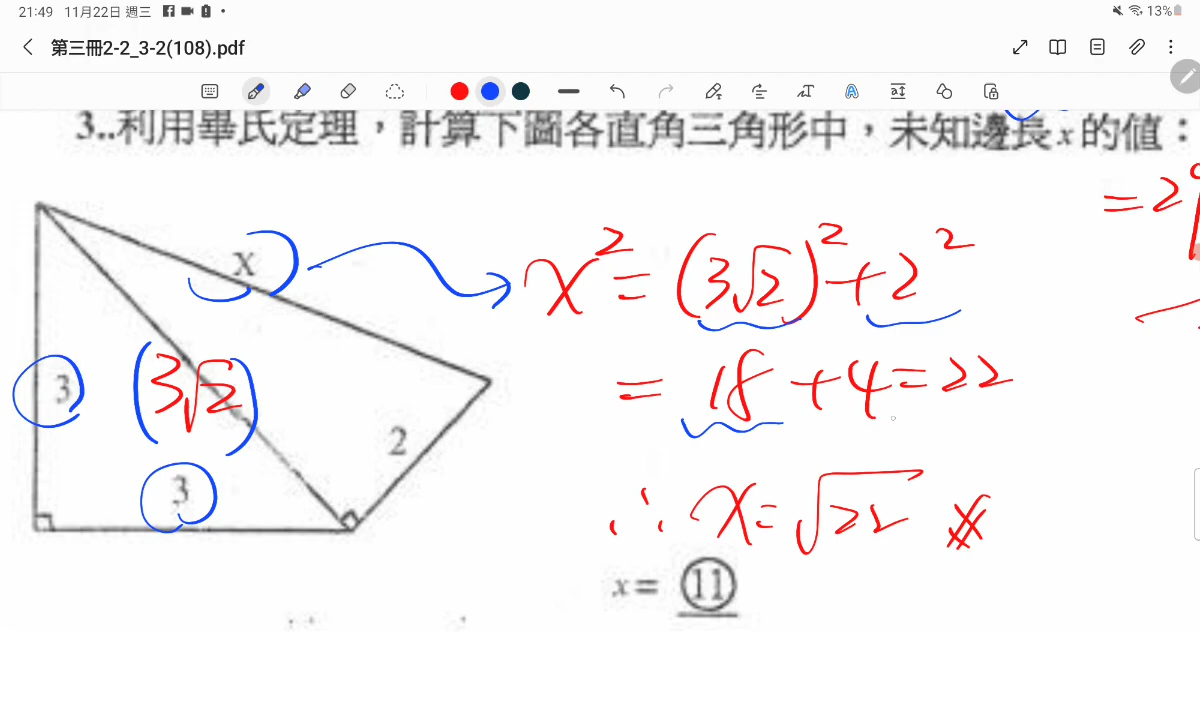 21:49 11月22日 週三 13%
第三冊2-2_3-2(108).pdf
3..利用畢氏定理,計算下圖各直角三角形中,未知邊長x的值:
= 2
x
x² = (3√2)² + 2²
3
(3√2)
= 18 + 4 = 22
2
3
∴ x = √22
x = ⑪